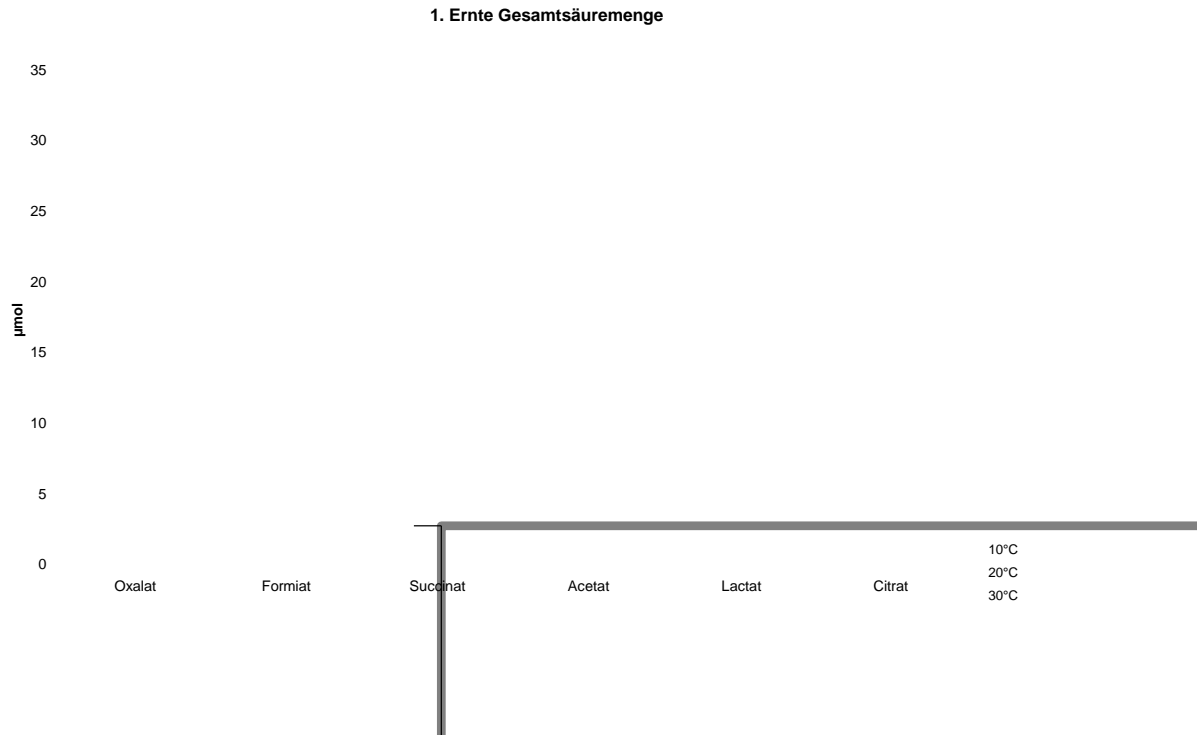 1. Ernte Gesamtsäuremenge
35
30
25
20
µmol
15
10
5
0
Oxalat Formiat Succinat Acetat Lactat Citrat
10°C
20°C
30°C